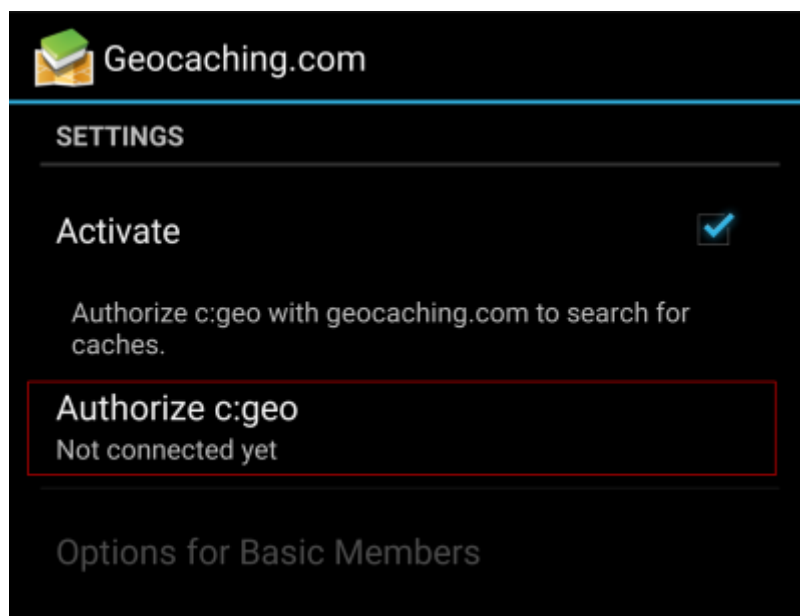 Geocaching.com
SETTINGS
Activate
Authorize c:geo with geocaching.com to search for
caches.
Authorize c:geo
Not connected yet
Options for Basic Members